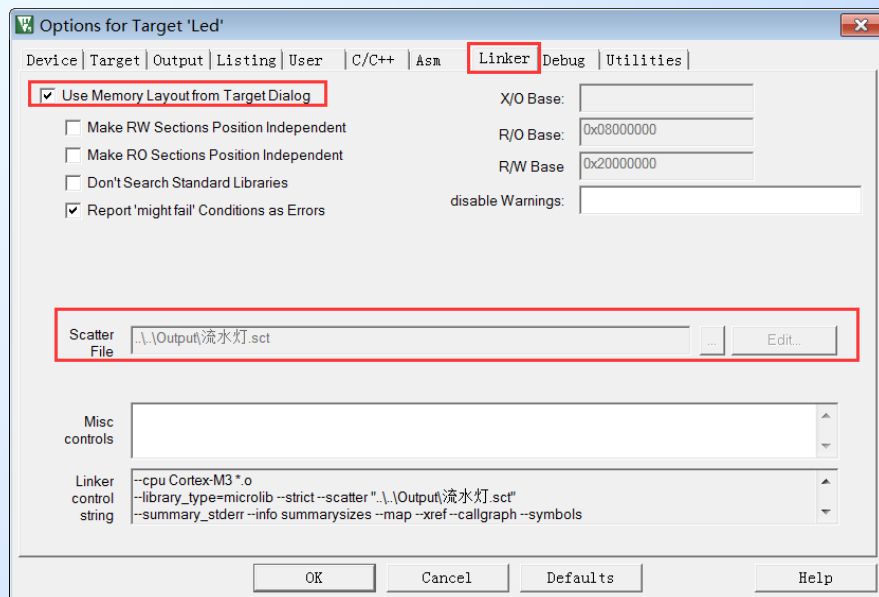 Options for Target 'Led'
Device Target Output Listing User C/C++ Asm Linker Debug Utilities
Use Memory Layout from Target Dialog
Make RW Sections Position Independent
Make RO Sections Position Independent
Don't Search Standard Libraries
Report 'might fail' Conditions as Errors
X/O Base:
R/O Base: 0x08000000
R/W Base 0x20000000
disable Warnings:
Scatter
File
..\..\Output\流水灯.sct
...
Edit...
Misc
controls
Linker
control
string
--cpu Cortex-M3 *.o
--library_type=microlib --strict --scatter "..\..\Output\流水灯.sct"
--summary_stderr --info summarysizes --map --xref --callgraph --symbols
OK Cancel Defaults Help